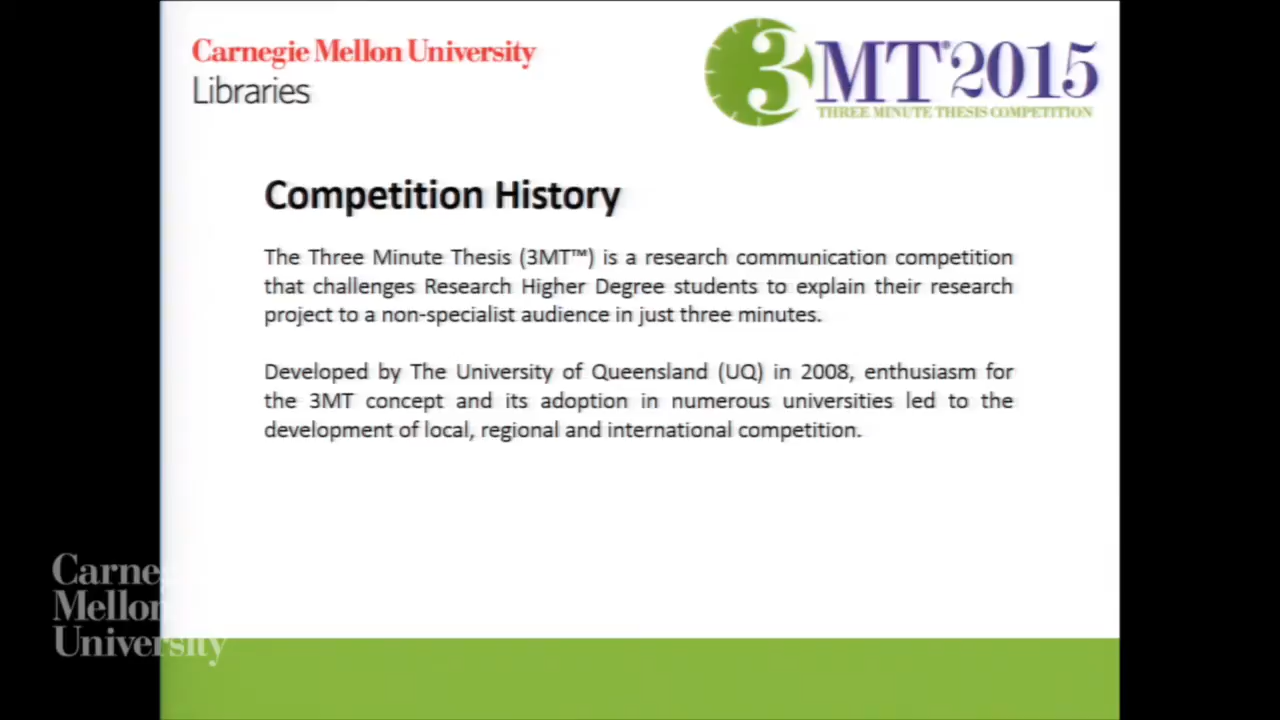 Carnegie Mellon University
Libraries
3MT®2015
THREE MINUTE THESIS COMPETITION
Competition History
The Three Minute Thesis (3MT™) is a research communication competition
that challenges Research Higher Degree students to explain their research
project to a non-specialist audience in just three minutes.
Developed by The University of Queensland (UQ) in 2008, enthusiasm for
the 3MT concept and its adoption in numerous universities led to the
development of local, regional and international competition.
Carnegie
Mellon
University